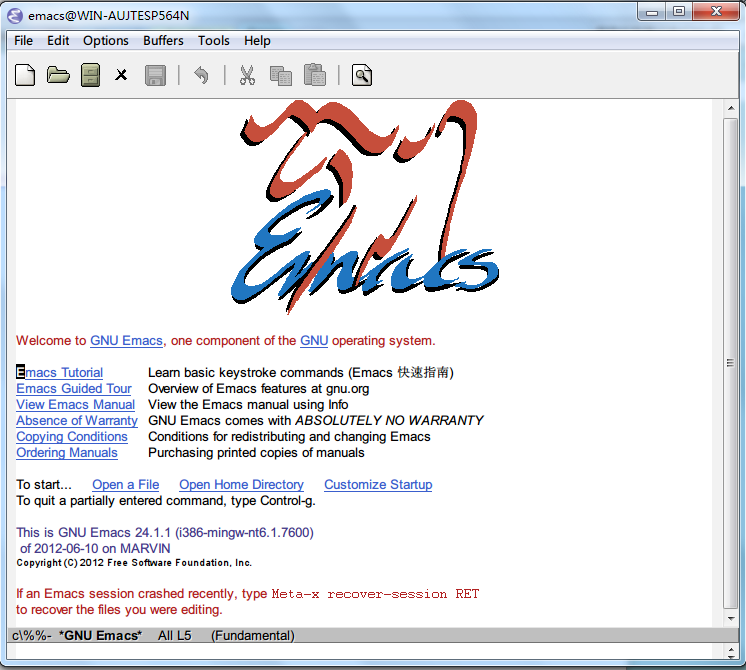 emacs@WIN-AUJTESP564N
File Edit Options Buffers Tools Help
Emacs
Welcome to GNU Emacs, one component of the GNU operating system.
Emacs Tutorial Learn basic keystroke commands (Emacs 快速指南)
Emacs Guided Tour Overview of Emacs features at gnu.org
View Emacs Manual View the Emacs manual using Info
Absence of Warranty GNU Emacs comes with ABSOLUTELY NO WARRANTY
Copying Conditions Conditions for redistributing and changing Emacs
Ordering Manuals Purchasing printed copies of manuals
To start... Open a File Open Home Directory Customize Startup
To quit a partially entered command, type Control-g.
This is GNU Emacs 24.1.1 (i386-mingw-nt6.1.7600)
of 2012-06-10 on MARVIN
Copyright (C) 2012 Free Software Foundation, Inc.
If an Emacs session crashed recently, type Meta-x recover-session RET
to recover the files you were editing.
c\%%- *GNU Emacs* All L5 (Fundamental)